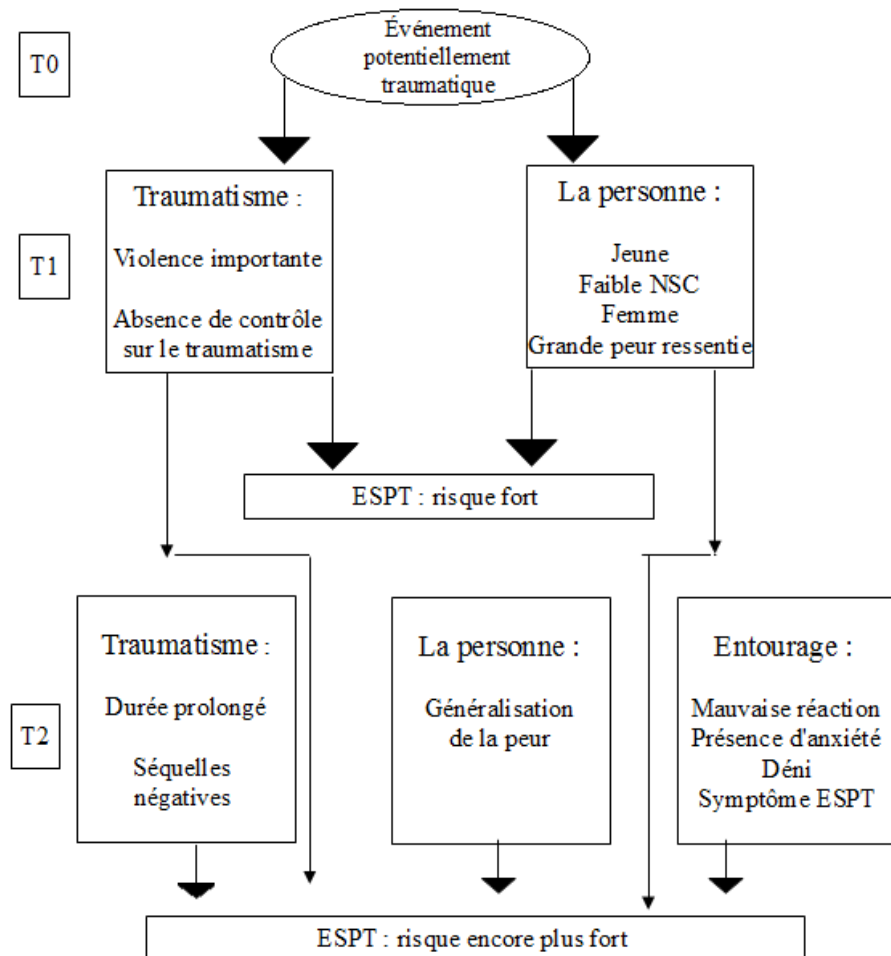 T0
Événement
potentiellement
traumatique
T1
Traumatisme :
Violence importante
Absence de contrôle
sur le traumatisme
La personne :
Jeune
Faible NSC
Femme
Grande peur ressentie
ESPT : risque fort
T2
Traumatisme :
Durée prolongé
Séquelles
négatives
La personne :
Généralisation
de la peur
Entourage :
Mauvaise réaction
Présence d'anxiété
Déni
Symptôme ESPT
ESPT : risque encore plus fort